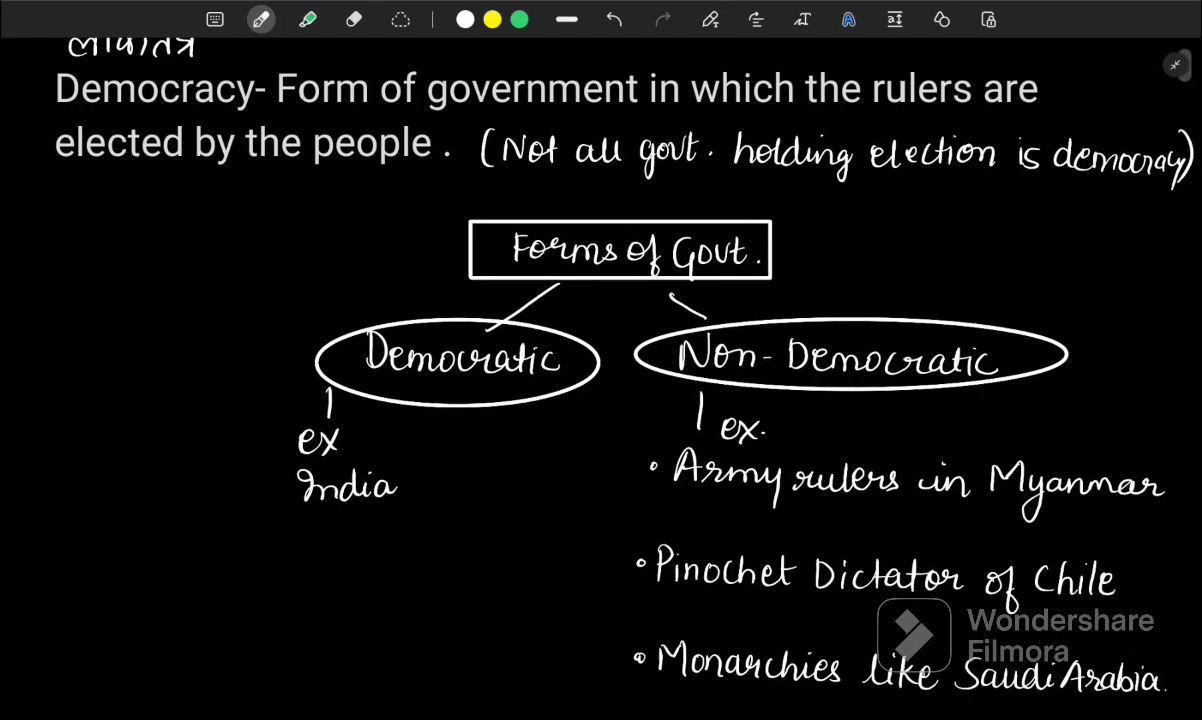 लोकतंत्र
Democracy- Form of government in which the rulers are
elected by the people . (Not all govt. holding election is democracy)
Forms of Govt.
Democratic
Non-Democratic
ex
India
ex.
• Army rulers in Myanmar
• Pinochet Dictator of Chile
• Monarchies like Saudi Arabia.
Wondershare
Filmora